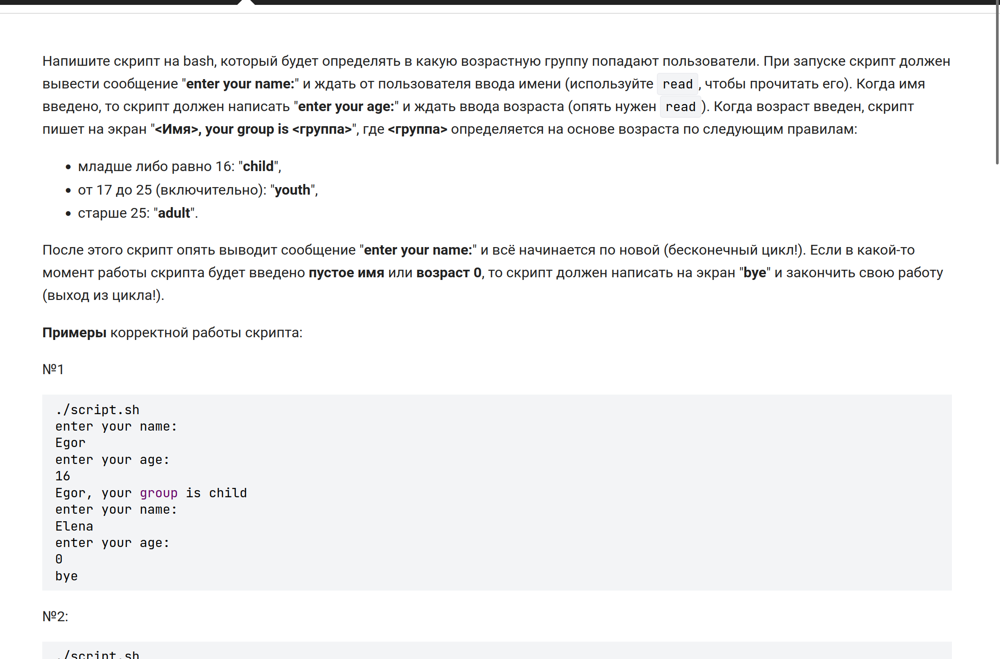 Напишите скрипт на bash, который будет определять в какую возрастную группу попадают пользователи. При запуске скрипт должен
вывести сообщение "enter your name:" и ждать от пользователя ввода имени (используйте read, чтобы прочитать его). Когда имя
введено, то скрипт должен написать "enter your age:" и ждать ввода возраста (опять нужен read). Когда возраст введен, скрипт
пишет на экран "<Имя>, your group is <группа>", где <группа> определяется на основе возраста по следующим правилам:
• младше либо равно 16: "child",
• от 17 до 25 (включительно): "youth",
• старше 25: "adult".
После этого скрипт опять выводит сообщение "enter your name:" и всё начинается по новой (бесконечный цикл!). Если в какой-то
момент работы скрипта будет введено пустое имя или возраст 0, то скрипт должен написать на экран "bye" и закончить свою работу
(выход из цикла!).
Примеры корректной работы скрипта:
№1
./script.sh
enter your name:
Egor
enter your age:
16
Egor, your group is child
enter your name:
Elena
enter your age:
0
bye
№2:
./script.sh